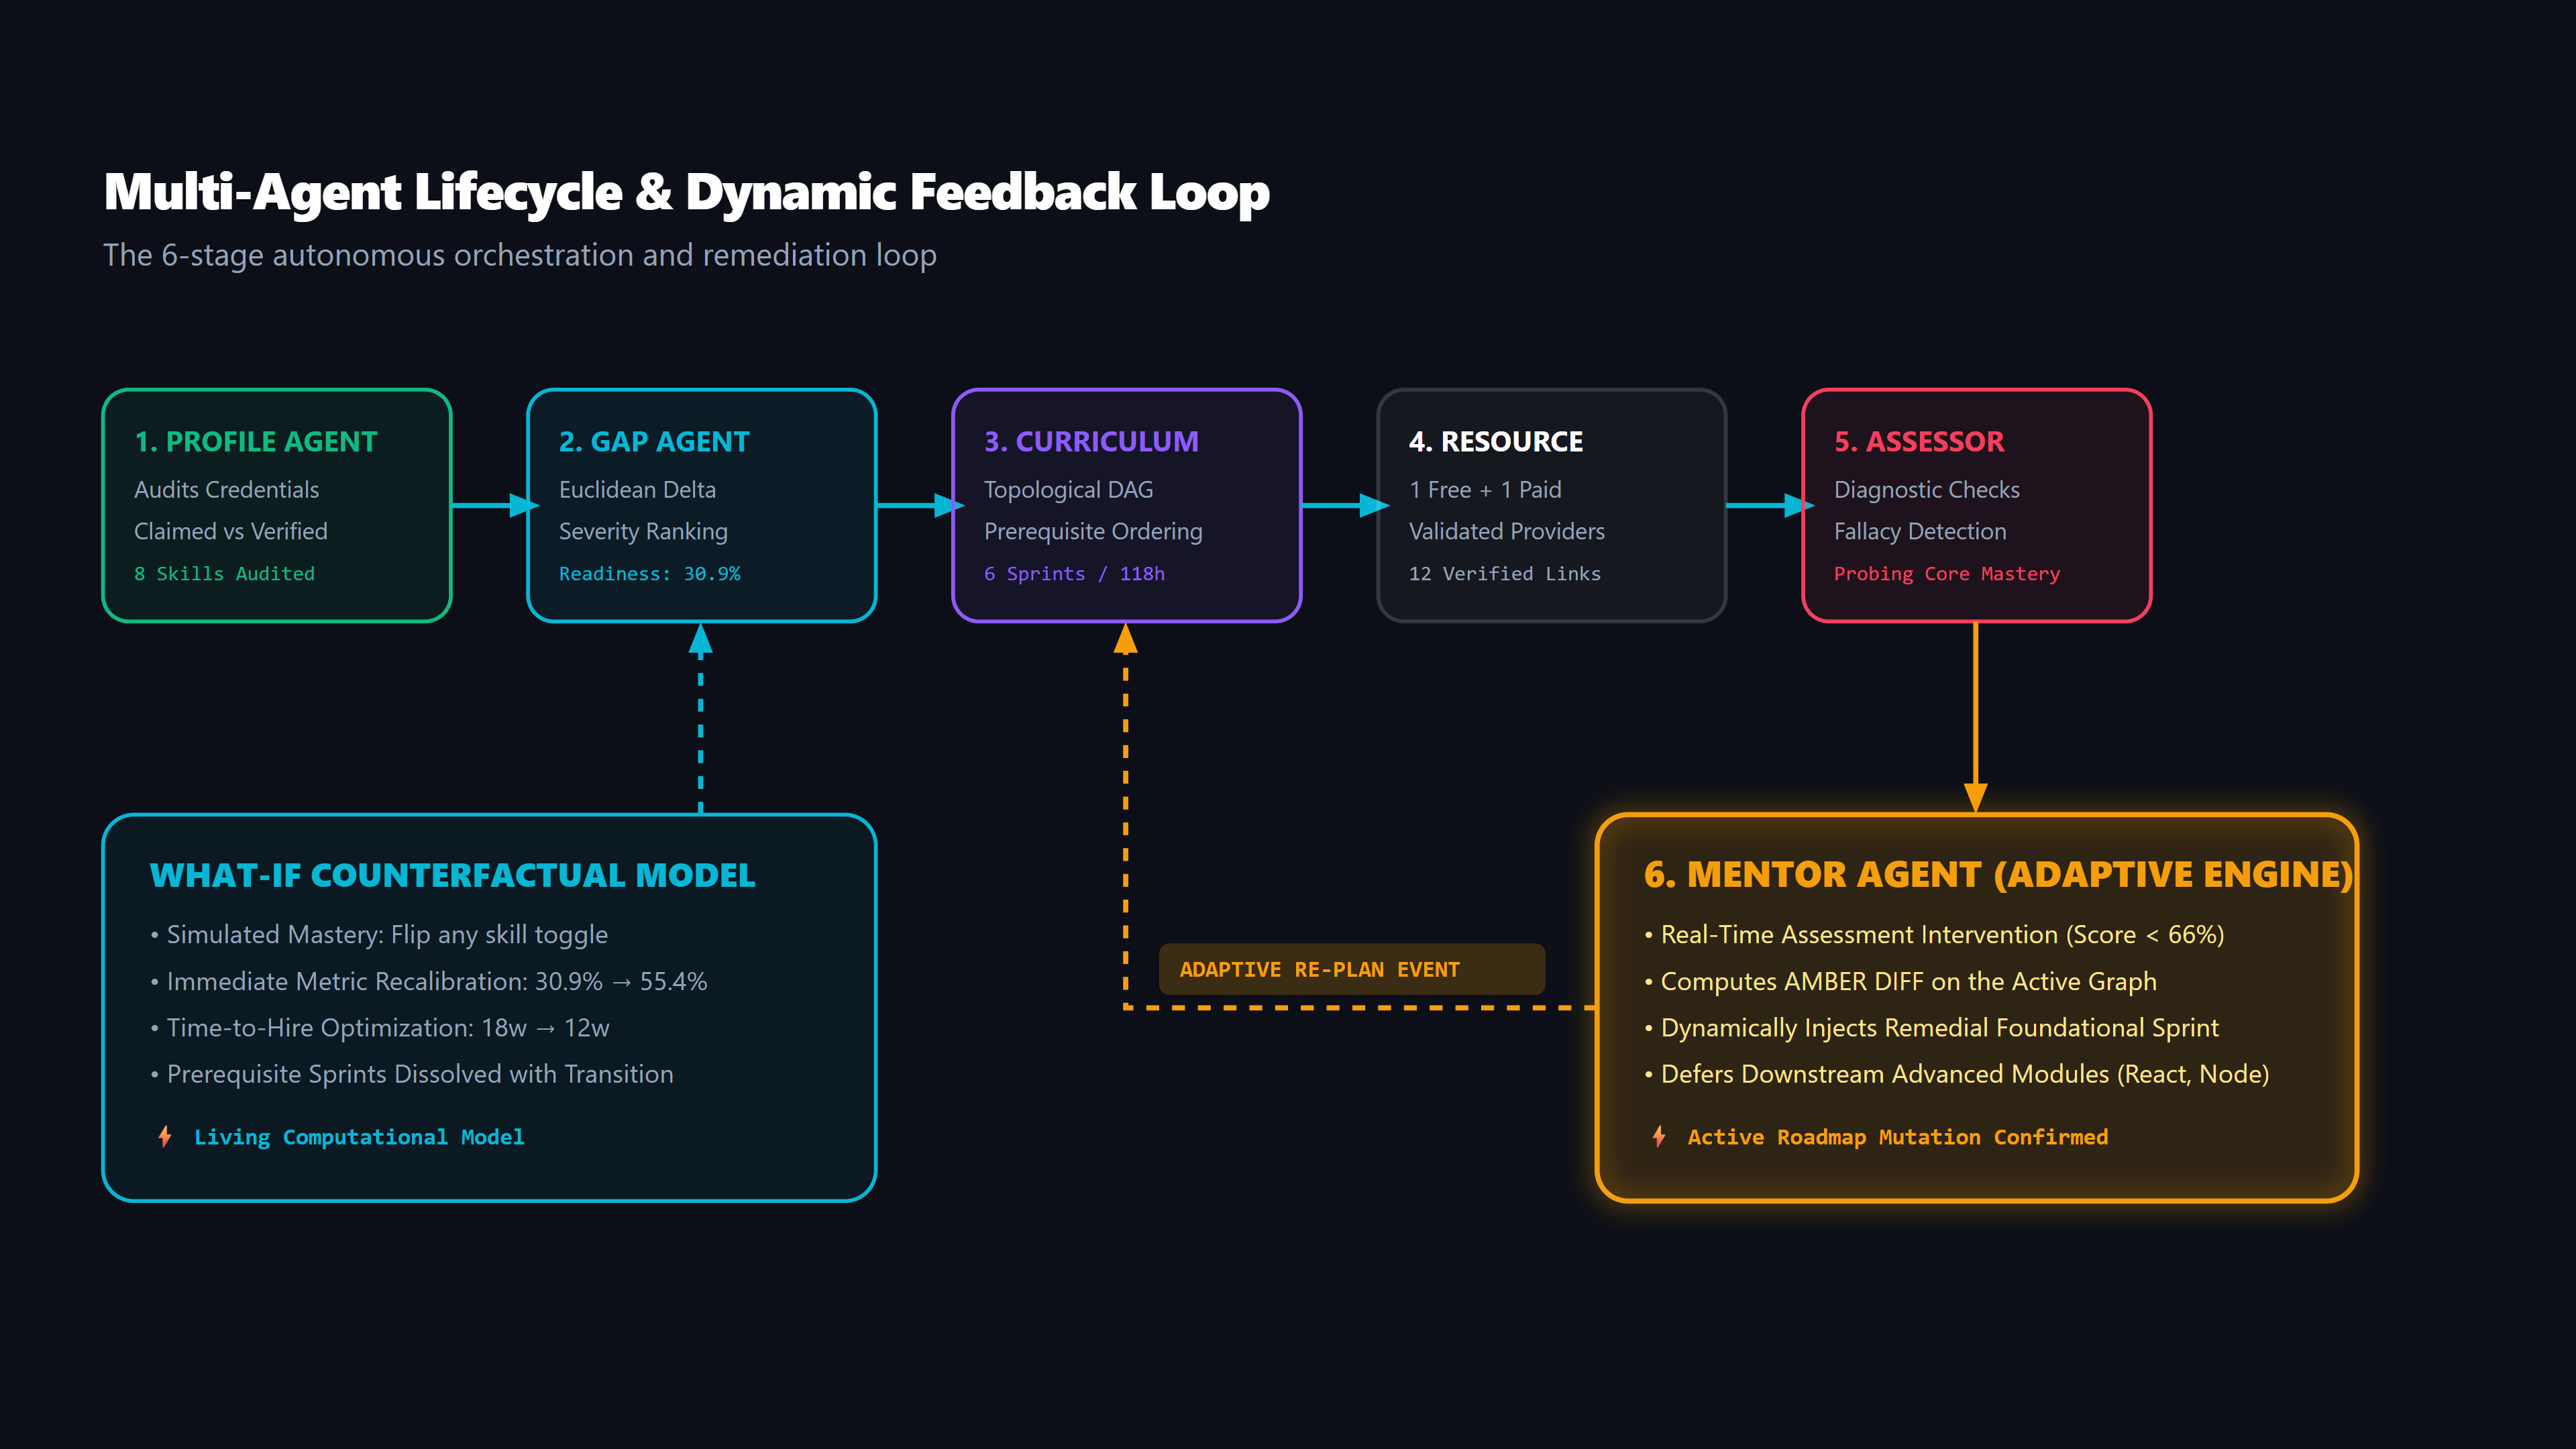 Multi-Agent Lifecycle & Dynamic Feedback Loop
The 6-stage autonomous orchestration and remediation loop
1. PROFILE AGENT
Audits Credentials
Claimed vs Verified
8 Skills Audited
2. GAP AGENT
Euclidean Delta
Severity Ranking
Readiness: 30.9%
3. CURRICULUM
Topological DAG
Prerequisite Ordering
6 Sprints / 118h
4. RESOURCE
1 Free + 1 Paid
Validated Providers
12 Verified Links
5. ASSESSOR
Diagnostic Checks
Fallacy Detection
Probing Core Mastery
WHAT-IF COUNTERFACTUAL MODEL
• Simulated Mastery: Flip any skill toggle
• Immediate Metric Recalibration: 30.9% → 55.4%
• Time-to-Hire Optimization: 18w → 12w
• Prerequisite Sprints Dissolved with Transition
⚡ Living Computational Model
ADAPTIVE RE-PLAN EVENT
6. MENTOR AGENT (ADAPTIVE ENGINE)
• Real-Time Assessment Intervention (Score < 66%)
• Computes AMBER DIFF on the Active Graph
• Dynamically Injects Remedial Foundational Sprint
• Defers Downstream Advanced Modules (React, Node)
⚡ Active Roadmap Mutation Confirmed